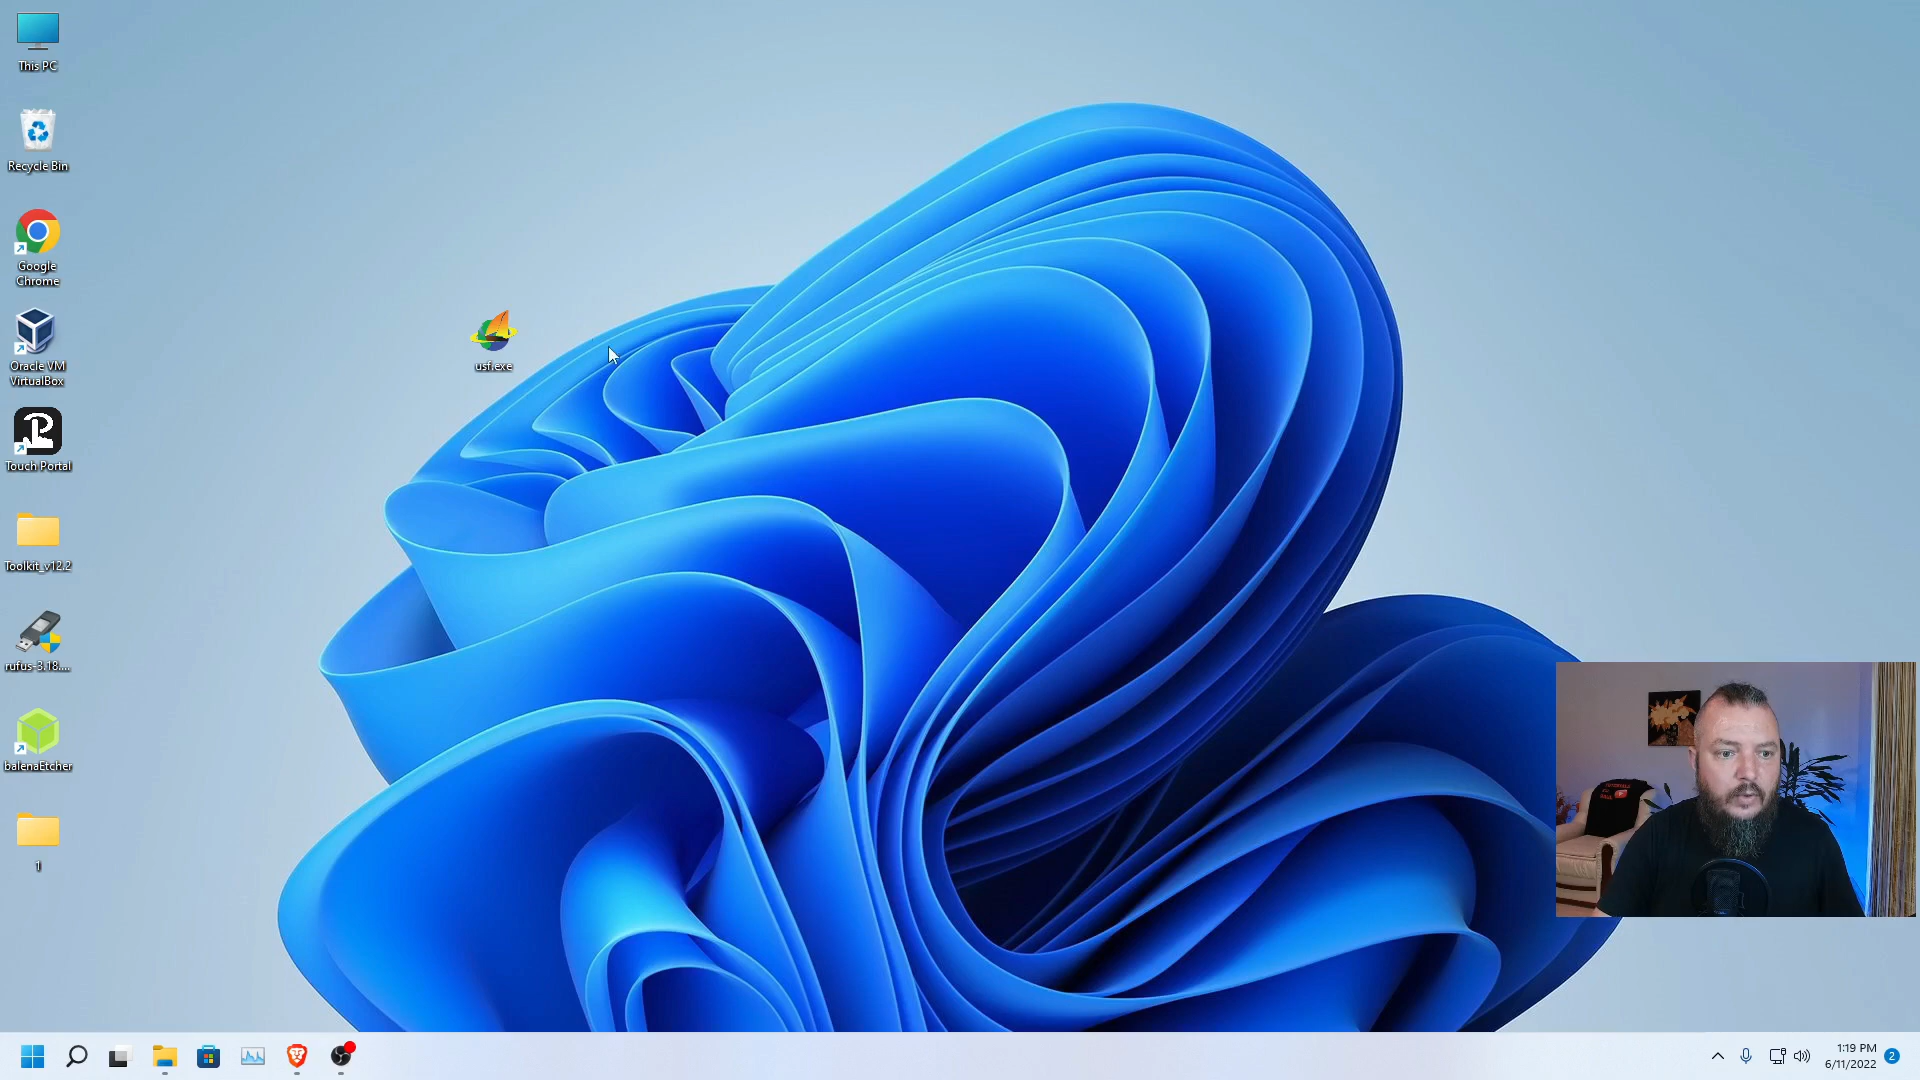 This PC
Recycle Bin
Google
Chrome
Oracle VM
VirtualBox
Touch Portal
Toolkit_v12.2
rufus-3.18....
balenaEtcher
1
usf.exe
1:19 PM
6/11/2022
2